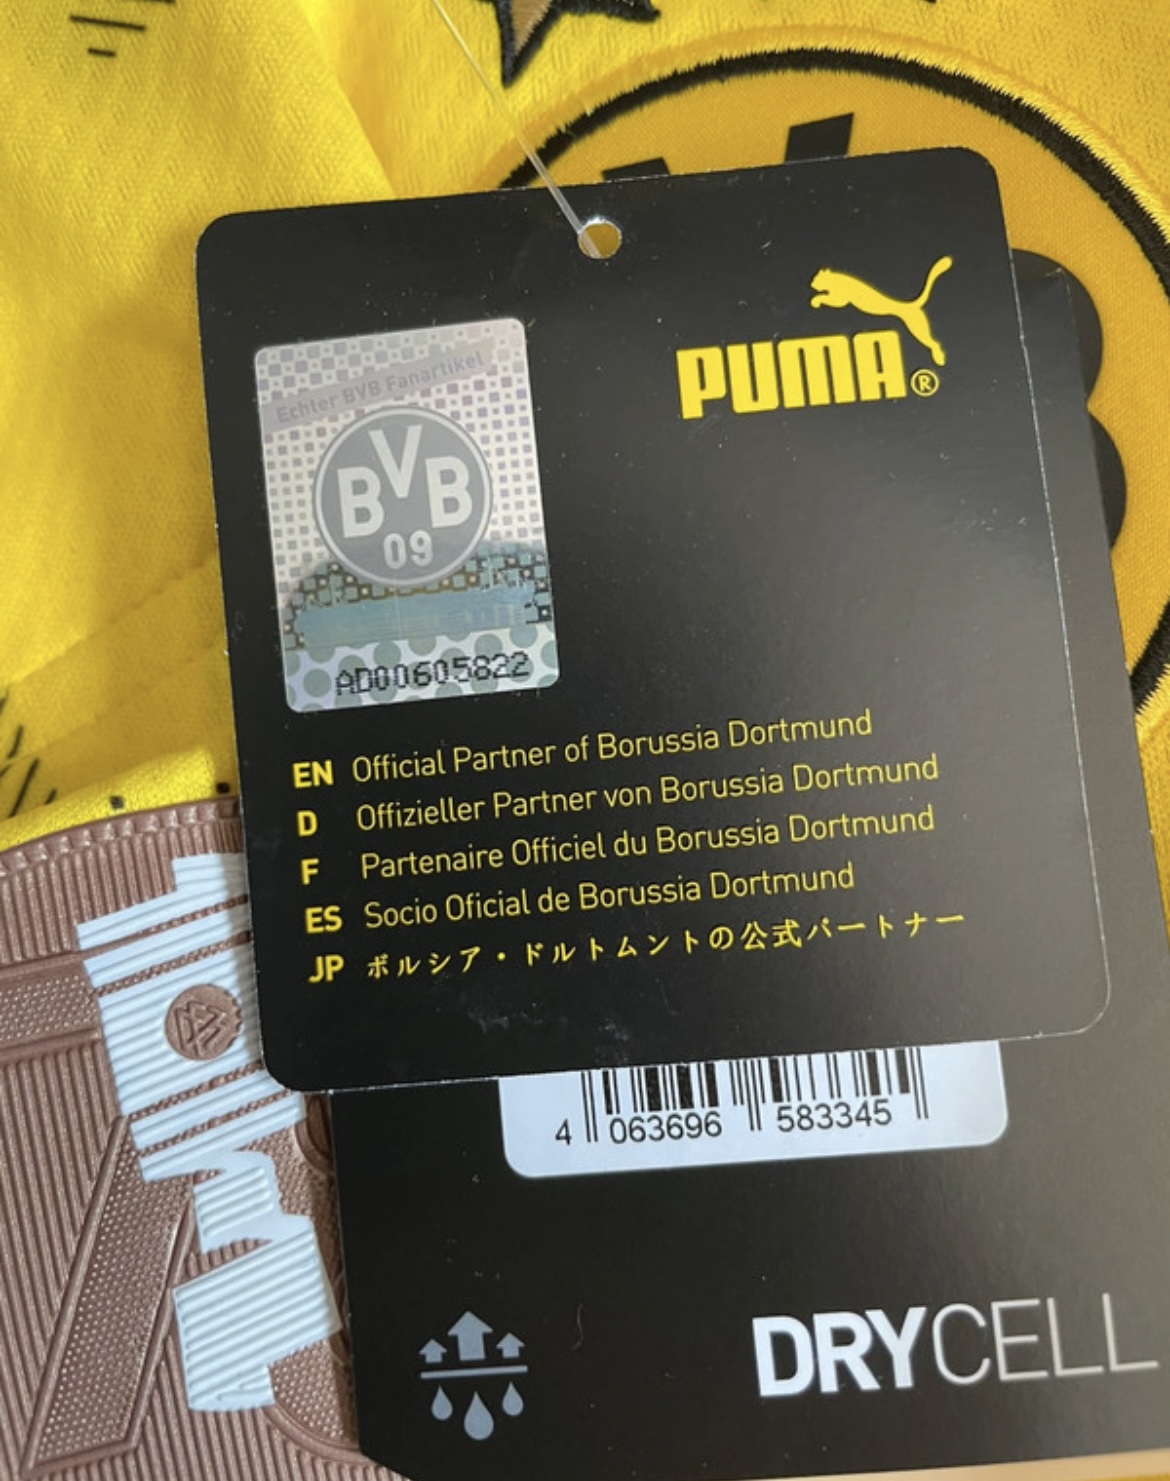 PUMA®
Echter BVB Fanartikel
BVB
09
AD00605822
EN Official Partner of Borussia Dortmund
D Offizieller Partner von Borussia Dortmund
F Partenaire Officiel du Borussia Dortmund
ES Socio Oficial de Borussia Dortmund
JP ボルシア・ドルトムントの公式パートナー
4 063696 583345
DRYCELL